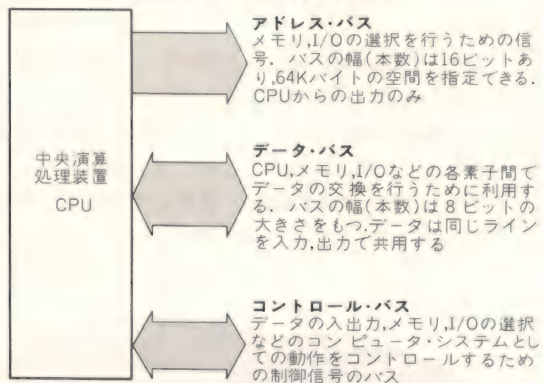 中央演算
処理装置
CPU
アドレス・バス
メモリ,I/Oの選択を行うための信
号. バスの幅(本数)は16ビットあ
り,64Kバイトの空間を指定できる.
CPUからの出力のみ
データ・バス
CPU,メモリ,I/Oなどの各素子間で
データの交換を行うために利用す
る. バスの幅(本数)は8ビットの
大きさをもつ.データは同じライン
を入力,出力で共用する
コントロール・バス
データの入出力,メモリ,I/Oの選択
などのコンピュータ・システムとし
ての動作をコントロールするため
の制御信号のバス